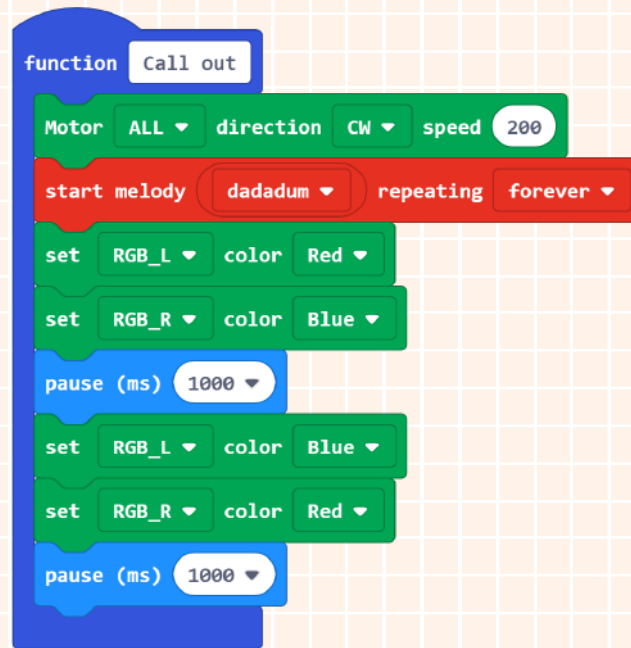 function Call out
Motor ALL direction CW speed 200
start melody dadadum repeating forever
set RGB_L color Red
set RGB_R color Blue
pause (ms) 1000
set RGB_L color Blue
set RGB_R color Red
pause (ms) 1000